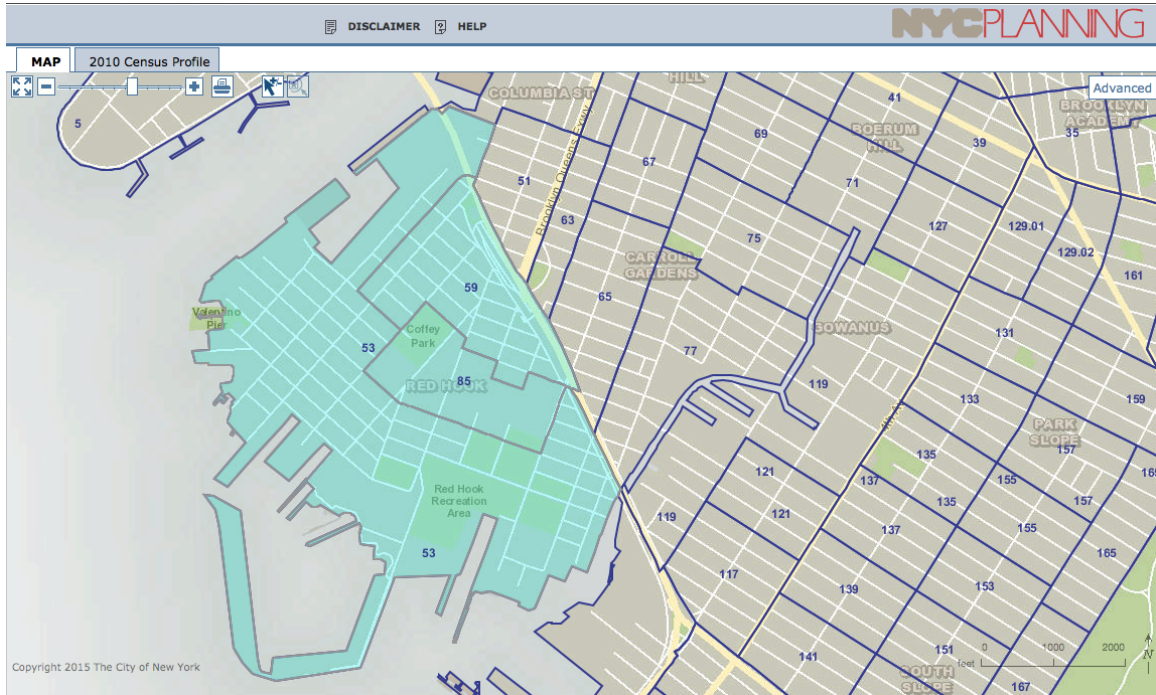 DISCLAIMER ? HELP
NYCPLANNING
MAP
2010 Census Profile
Advanced
HILL
COLUMBIA ST
5
41
BROOKLYN
ACADEMY
35
69
BOERUM
HILL
39
67
51
71
Brooklyn Queens Expwy
63
127
129.01
75
129.02
CARROLL
GARDENS
161
59
65
Valentino
Pier
Coffey
Park
GOWANUS
131
53
77
85
RED HOOK
119
133
159
4th Av
PARK
SLOPE
157
135
121
155
137
165
Red Hook
Recreation
Area
157
135
119
121
137
155
53
165
117
139
153
Copyright 2015 The City of New York
141
151
feet
0
1000
2000
N
SOUTH
SLOPE
167